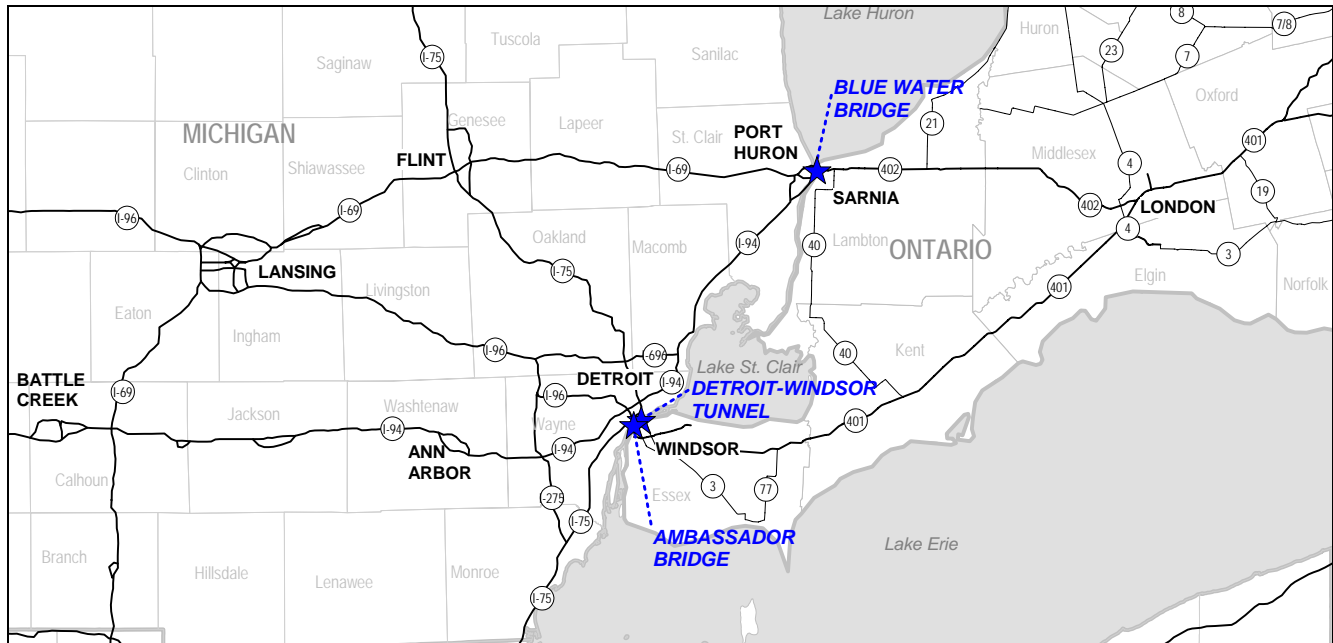 Lake Huron
Huron
8
7/8
Tuscola
Sanilac
23
7
I-75
Saginaw
BLUE WATER
BRIDGE
Oxford
Genesee
Lapeer
St. Clair
PORT
HURON
21
MICHIGAN
401
Middlesex
4
FLINT
Clinton
Shiawassee
I-69
402
SARNIA
19
I-69
402
LONDON
I-96
4
Oakland
Macomb
I-94
40
Lambton
ONTARIO
3
LANSING
I-75
Elgin
Livingston
401
Norfolk
Eaton
Ingham
I-96
-696
40
Kent
Lake St. Clair
BATTLE
CREEK
I-69
DETROIT
I-94
DETROIT-WINDSOR
TUNNEL
I-96
Jackson
Washtenaw
Wayne
401
I-94
I-94
WINDSOR
ANN
ARBOR
Calhoun
3
77
Essex
-275
I-75
AMBASSADOR
BRIDGE
Lake Erie
Branch
Hillsdale
Lenawee
Monroe
I-75